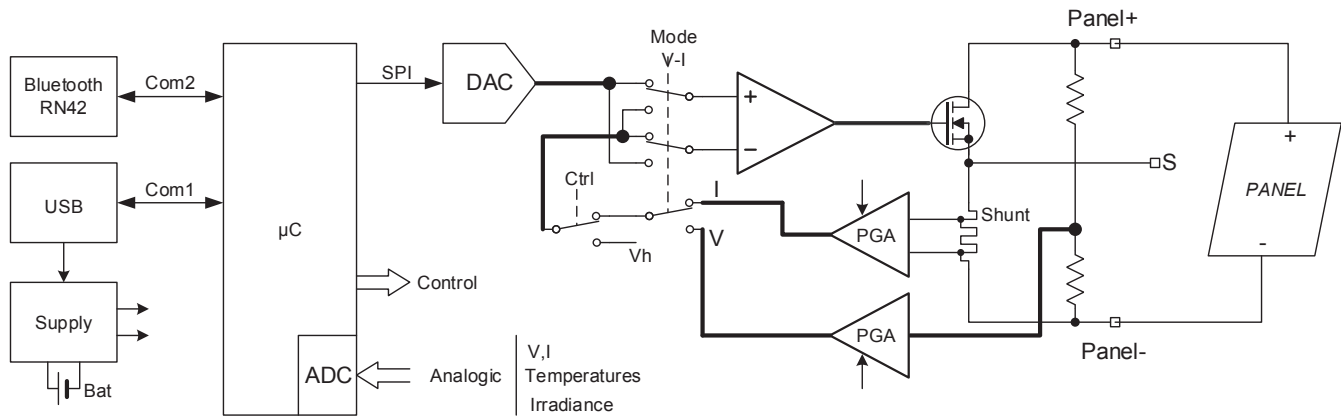 Bluetooth
RN42
Com2
USB
Com1
Supply
Bat
µC
SPI
DAC
Control
ADC
Analogic
V,I
Temperatures
Irradiance
Mode
V-I
+
−
Ctrl
Vh
I
V
PGA
PGA
Shunt
S
Panel+
Panel-
+
PANEL
-